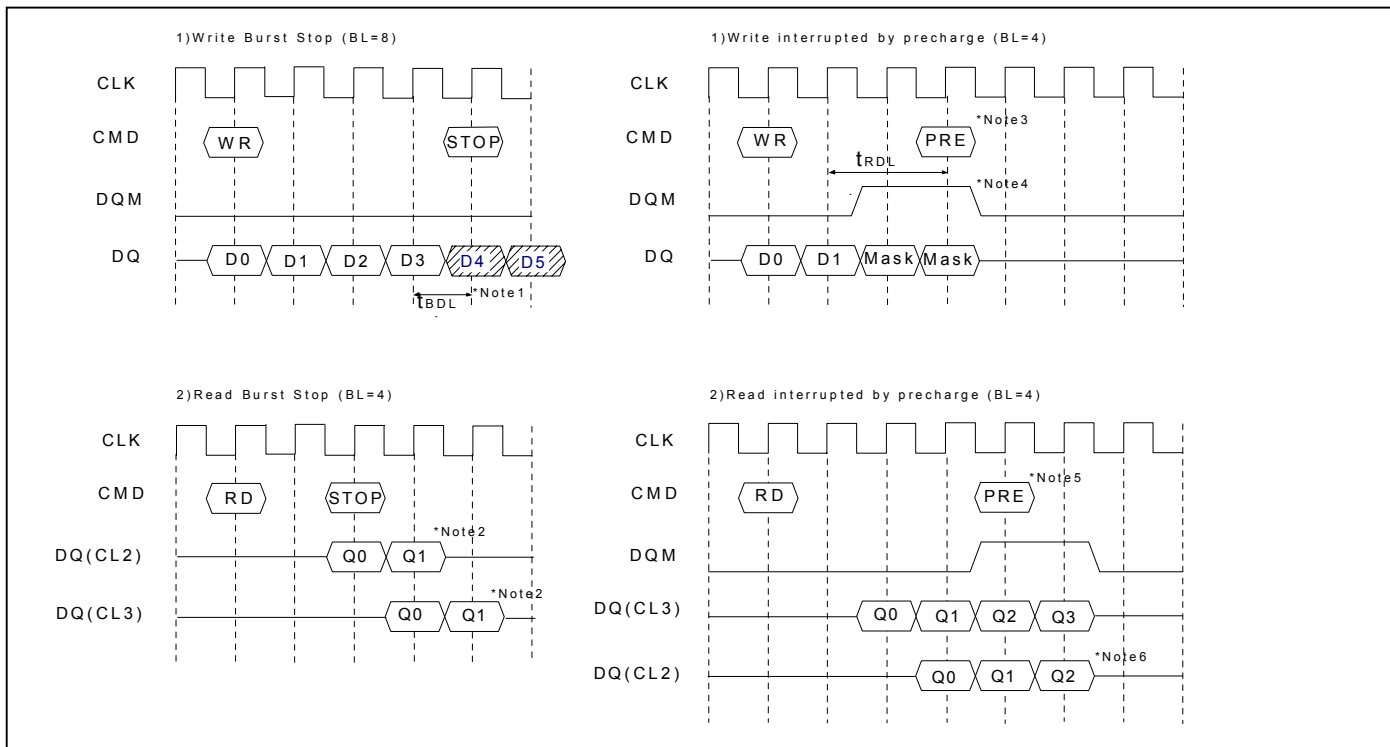 1)Write Burst Stop (BL=8)
CLK
CMD
WR
STOP
DQM
DQ
D0
D1
D2
D3
D4
D5
tBDL
*Note1
1)Write interrupted by precharge (BL=4)
CLK
CMD
WR
PRE
*Note3
tRDL
DQM
*Note4
DQ
D0
D1
Mask
Mask
2)Read Burst Stop (BL=4)
CLK
CMD
RD
STOP
DQ(CL2)
Q0
Q1
*Note2
DQ(CL3)
Q0
Q1
*Note2
2)Read interrupted by precharge (BL=4)
CLK
CMD
RD
PRE
*Note5
DQM
DQ(CL3)
Q0
Q1
Q2
Q3
DQ(CL2)
Q0
Q1
Q2
*Note6